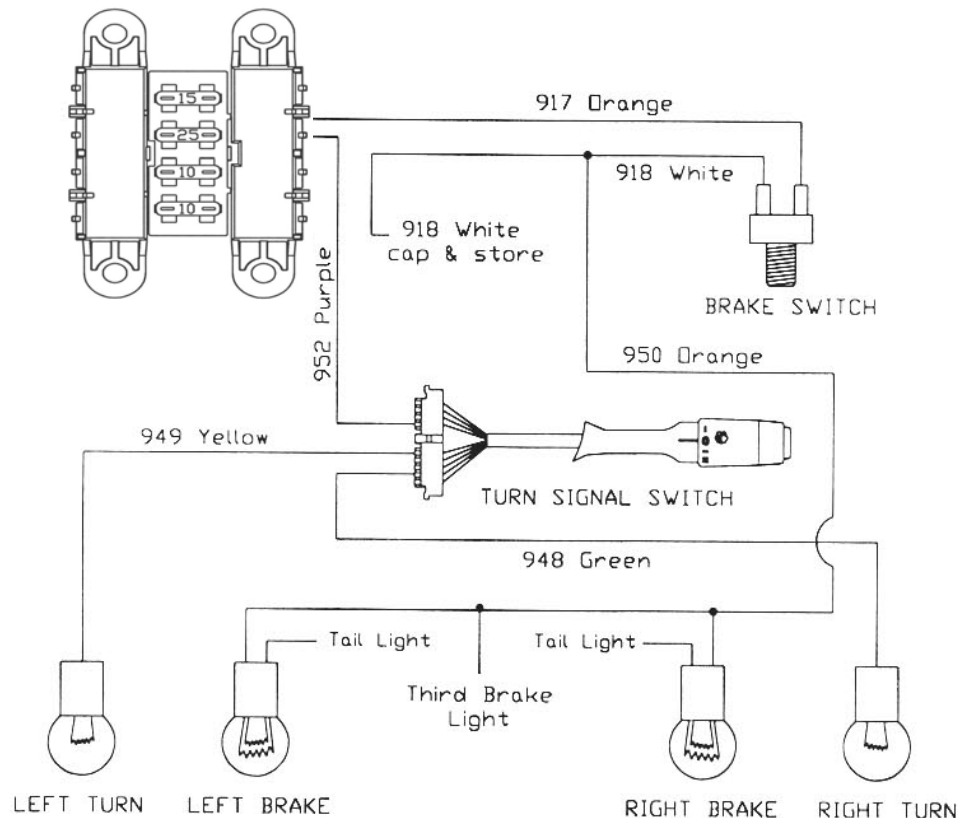 15
25
10
10
917 Orange
918 White
918 White
cap & store
BRAKE SWITCH
952 Purple
950 Orange
949 Yellow
TURN SIGNAL SWITCH
948 Green
Tail Light
Tail Light
Third Brake
Light
LEFT TURN
LEFT BRAKE
RIGHT BRAKE
RIGHT TURN